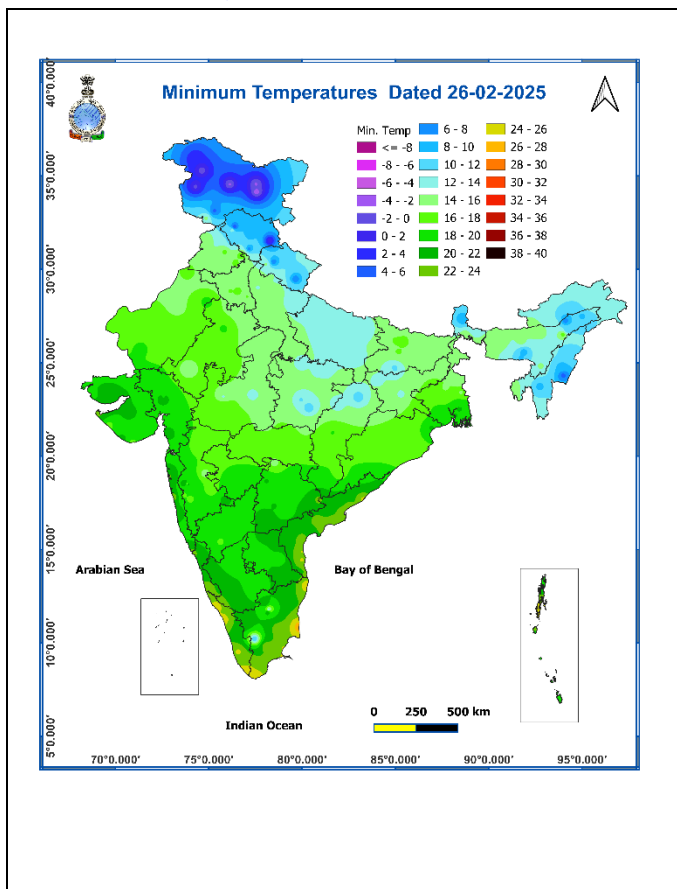 Minimum Temperatures Dated 26-02-2025
Min. Temp
<= -8
-8 - -6
-6 - -4
-4 - -2
-2 - 0
0 - 2
2 - 4
4 - 6
6 - 8
8 - 10
10 - 12
12 - 14
14 - 16
16 - 18
18 - 20
20 - 22
22 - 24
24 - 26
26 - 28
28 - 30
30 - 32
32 - 34
34 - 36
36 - 38
38 - 40
40°0.000'
35°0.000'
30°0.000'
25°0.000'
20°0.000'
15°0.000'
10°0.000'
5°0.000'
Arabian Sea
Bay of Bengal
Indian Ocean
0 250 500 km
70°0.000' 75°0.000' 80°0.000' 85°0.000' 90°0.000' 95°0.000'